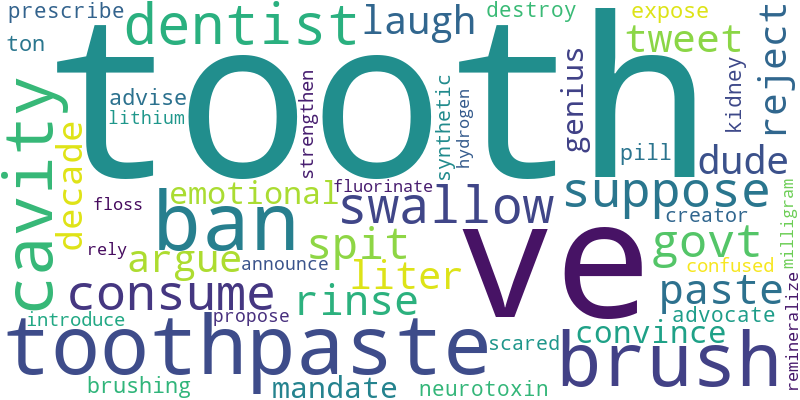 prescribe
dentist
laugh
destroy
expose
ton
tooth
tweet
reject
advise
lithium
strengthen
synthetic
hydrogen
genius
kidney
cavity
decade
pill
dude
floss
emotional
fluorinate
swallow
suppose
creator
milligram
ban
rely
argue
announce
spit
liter
ve
govt
confused
consume
rinse
paste
introduce
propose
advocate
remineralize
toothpaste
scared
convince
brush
brushing
mandate
neurotoxin